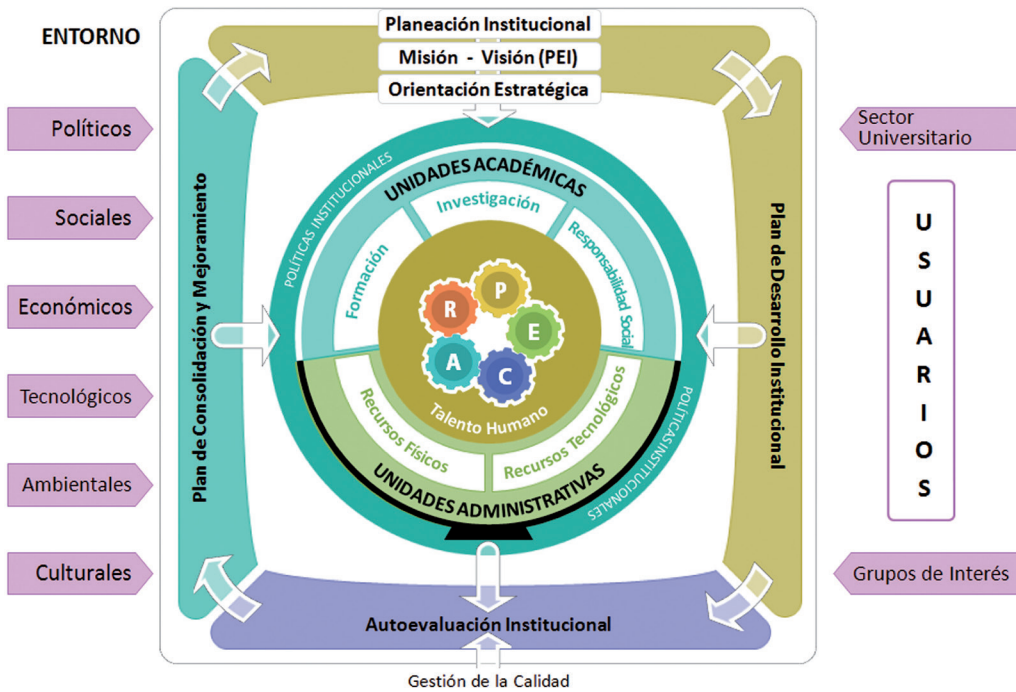 ENTORNO
Planeación Institucional
Misión - Visión (PEI)
Orientación Estratégica
Políticos
Sociales
Económicos
Tecnológicos
Ambientales
Culturales
Plan de Consolidación y Mejoramiento
POLÍTICAS INSTITUCIONALES
UNIDADES ACADÉMICAS
Formación
Investigación
Responsabilidad Social
R
P
E
A
C
Talento Humano
Recursos Físicos
Recursos Tecnológicos
UNIDADES ADMINISTRATIVAS
POLÍTICAS INSTITUCIONALES
Plan de Desarrollo Institucional
Sector
Universitario
U
S
U
A
R
I
O
S
Grupos de Interés
Autoevaluación Institucional
Gestión de la Calidad